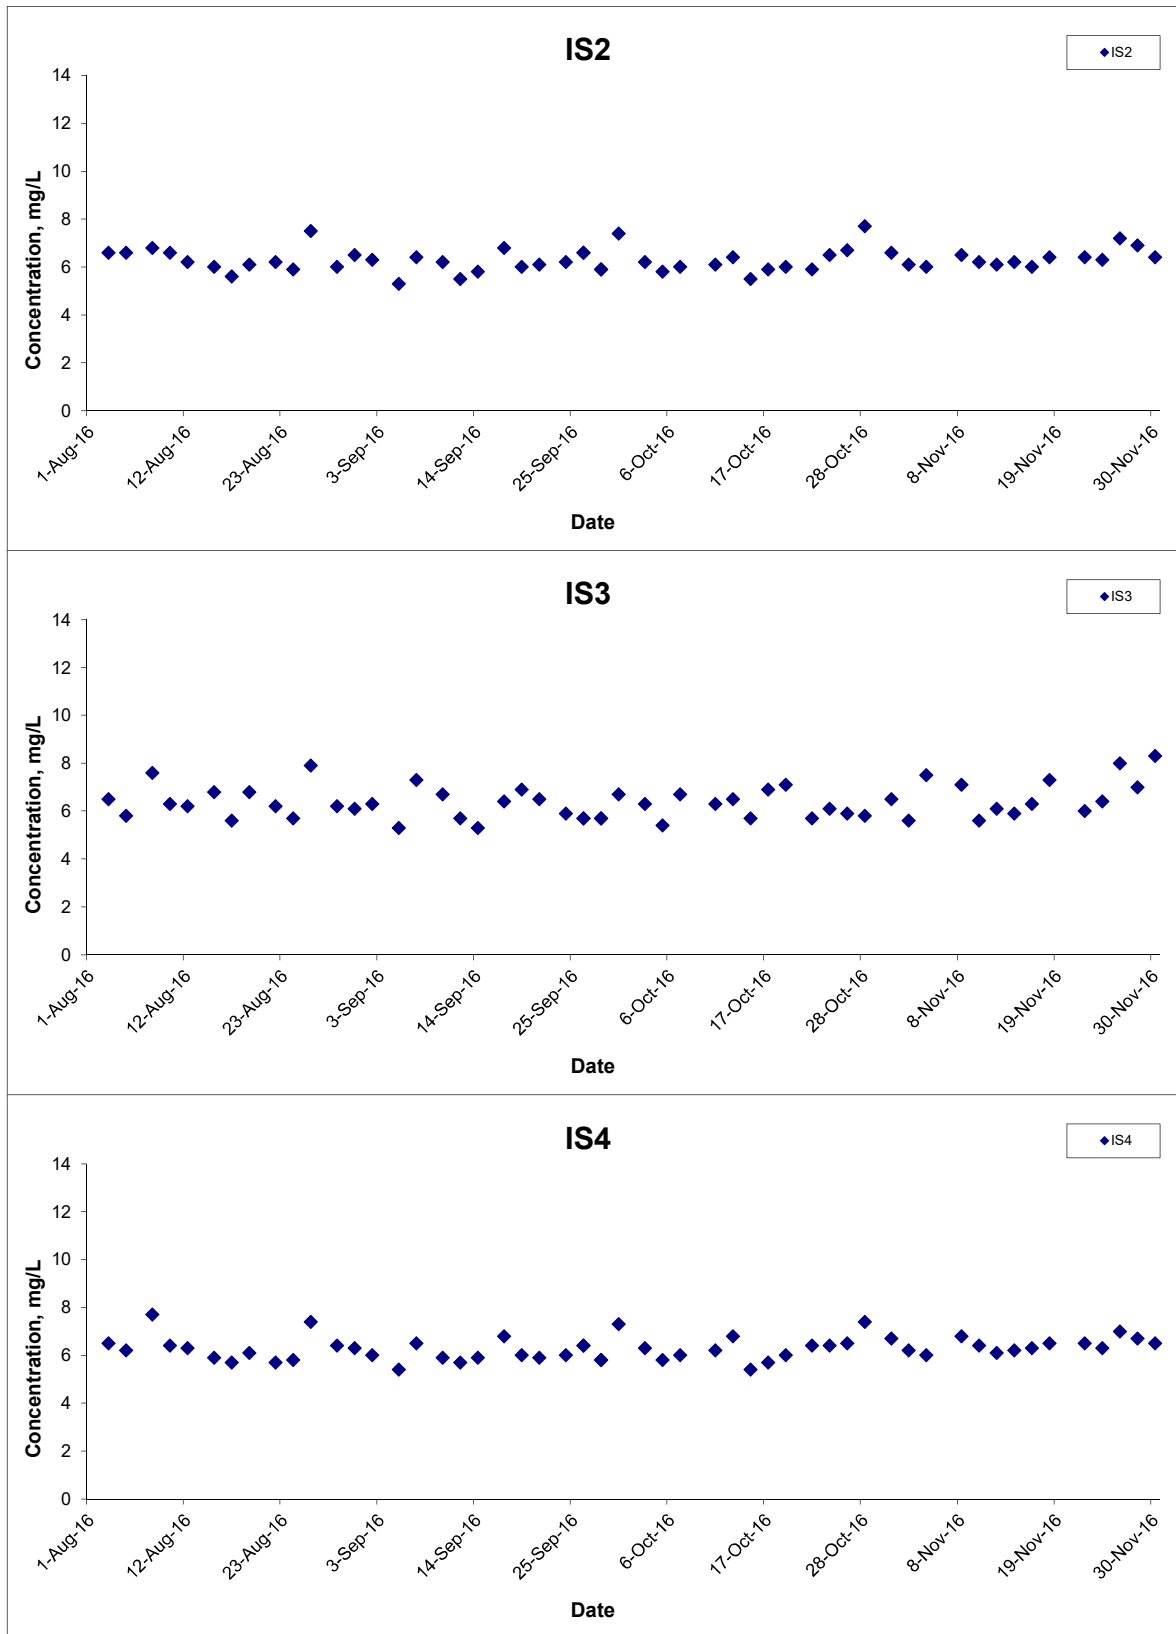 IS2
IS2
14
12
10
8
6
4
2
0
Concentration, mg/L
1-Aug-16
12-Aug-16
23-Aug-16
3-Sep-16
14-Sep-16
25-Sep-16
6-Oct-16
17-Oct-16
28-Oct-16
8-Nov-16
19-Nov-16
30-Nov-16
Date
IS3
IS3
14
12
10
8
6
4
2
0
Concentration, mg/L
1-Aug-16
12-Aug-16
23-Aug-16
3-Sep-16
14-Sep-16
25-Sep-16
6-Oct-16
17-Oct-16
28-Oct-16
8-Nov-16
19-Nov-16
30-Nov-16
Date
IS4
IS4
14
12
10
8
6
4
2
0
Concentration, mg/L
1-Aug-16
12-Aug-16
23-Aug-16
3-Sep-16
14-Sep-16
25-Sep-16
6-Oct-16
17-Oct-16
28-Oct-16
8-Nov-16
19-Nov-16
30-Nov-16
Date